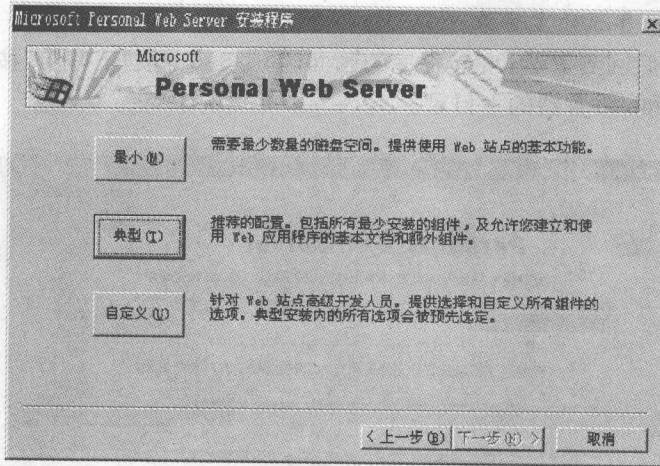 Microsoft Personal Web Server 安装程序
Microsoft
Personal Web Server
最小(M)
需要最少数量的磁盘空间。提供使用 Web 站点的基本功能。
典型(T)
推荐的配置。包括所有最少安装的组件，及允许您建立和使
用 Web 应用程序的基本文档和额外组件。
自定义(U)
针对 Web 站点高级开发人员。提供选择和自定义所有组件的
选项。典型安装内的所有选项会被预先选定。
<上一步(B) 下一步(N)> 取消